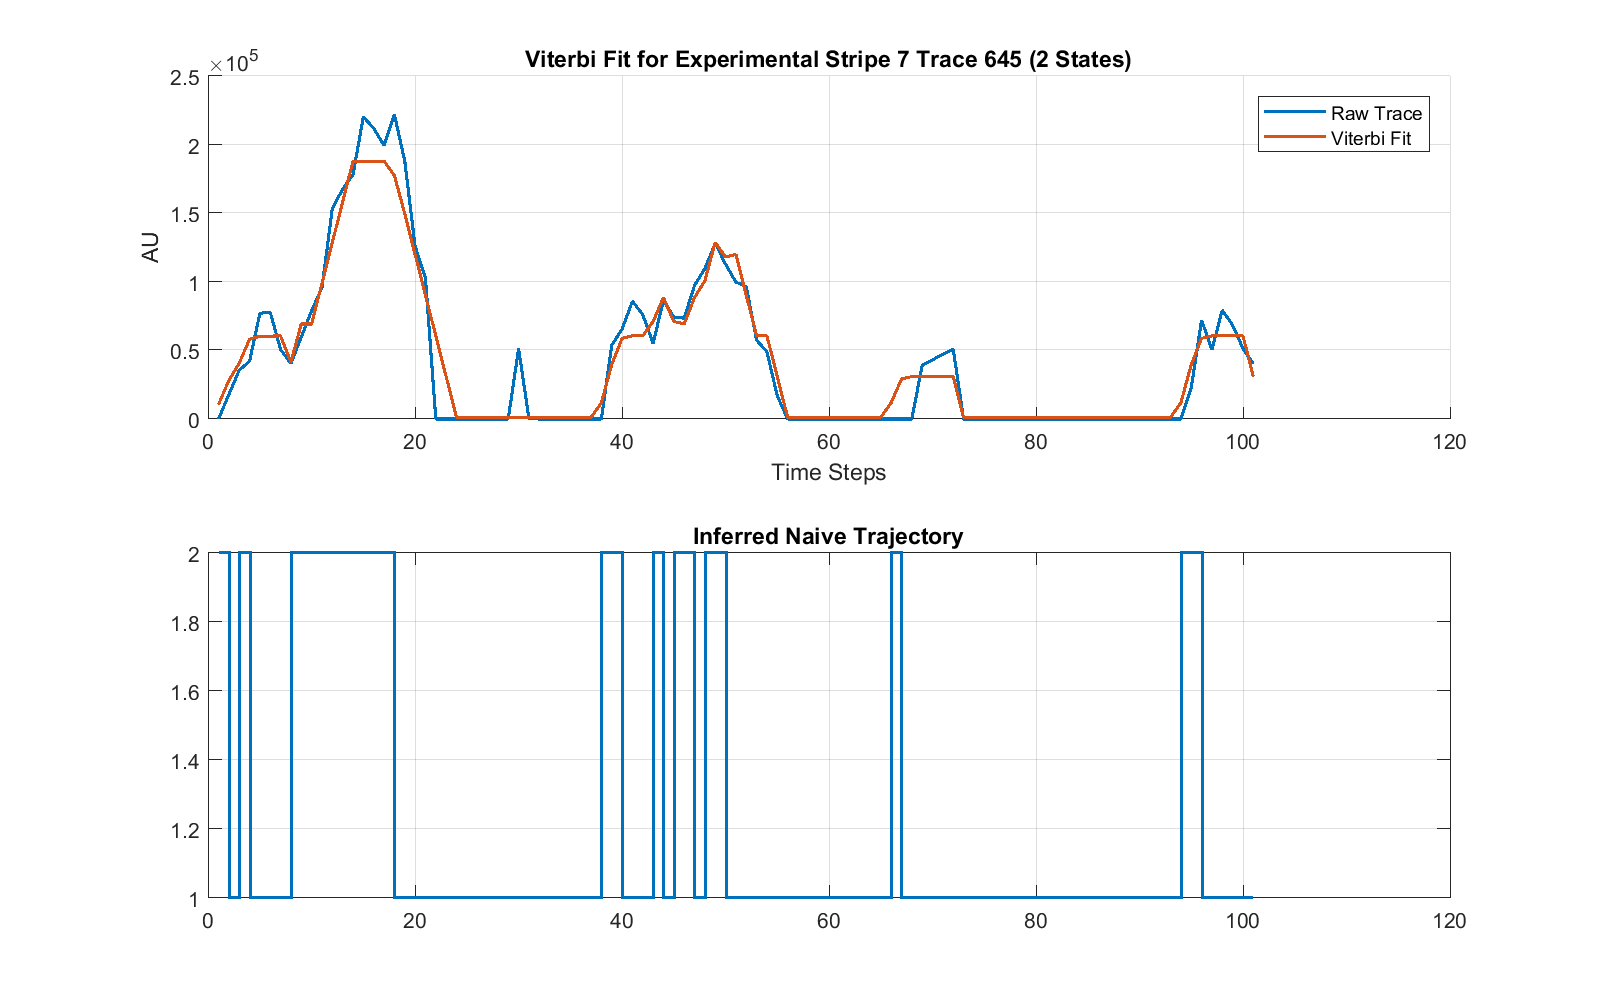 Viterbi Fit for Experimental Stripe 7 Trace 645 (2 States)
×10^5
2.5
2
1.5
1
0.5
0
AU
Raw Trace
Viterbi Fit
0 20 40 60 80 100 120
Time Steps
Inferred Naive Trajectory
2
1.8
1.6
1.4
1.2
1
0 20 40 60 80 100 120